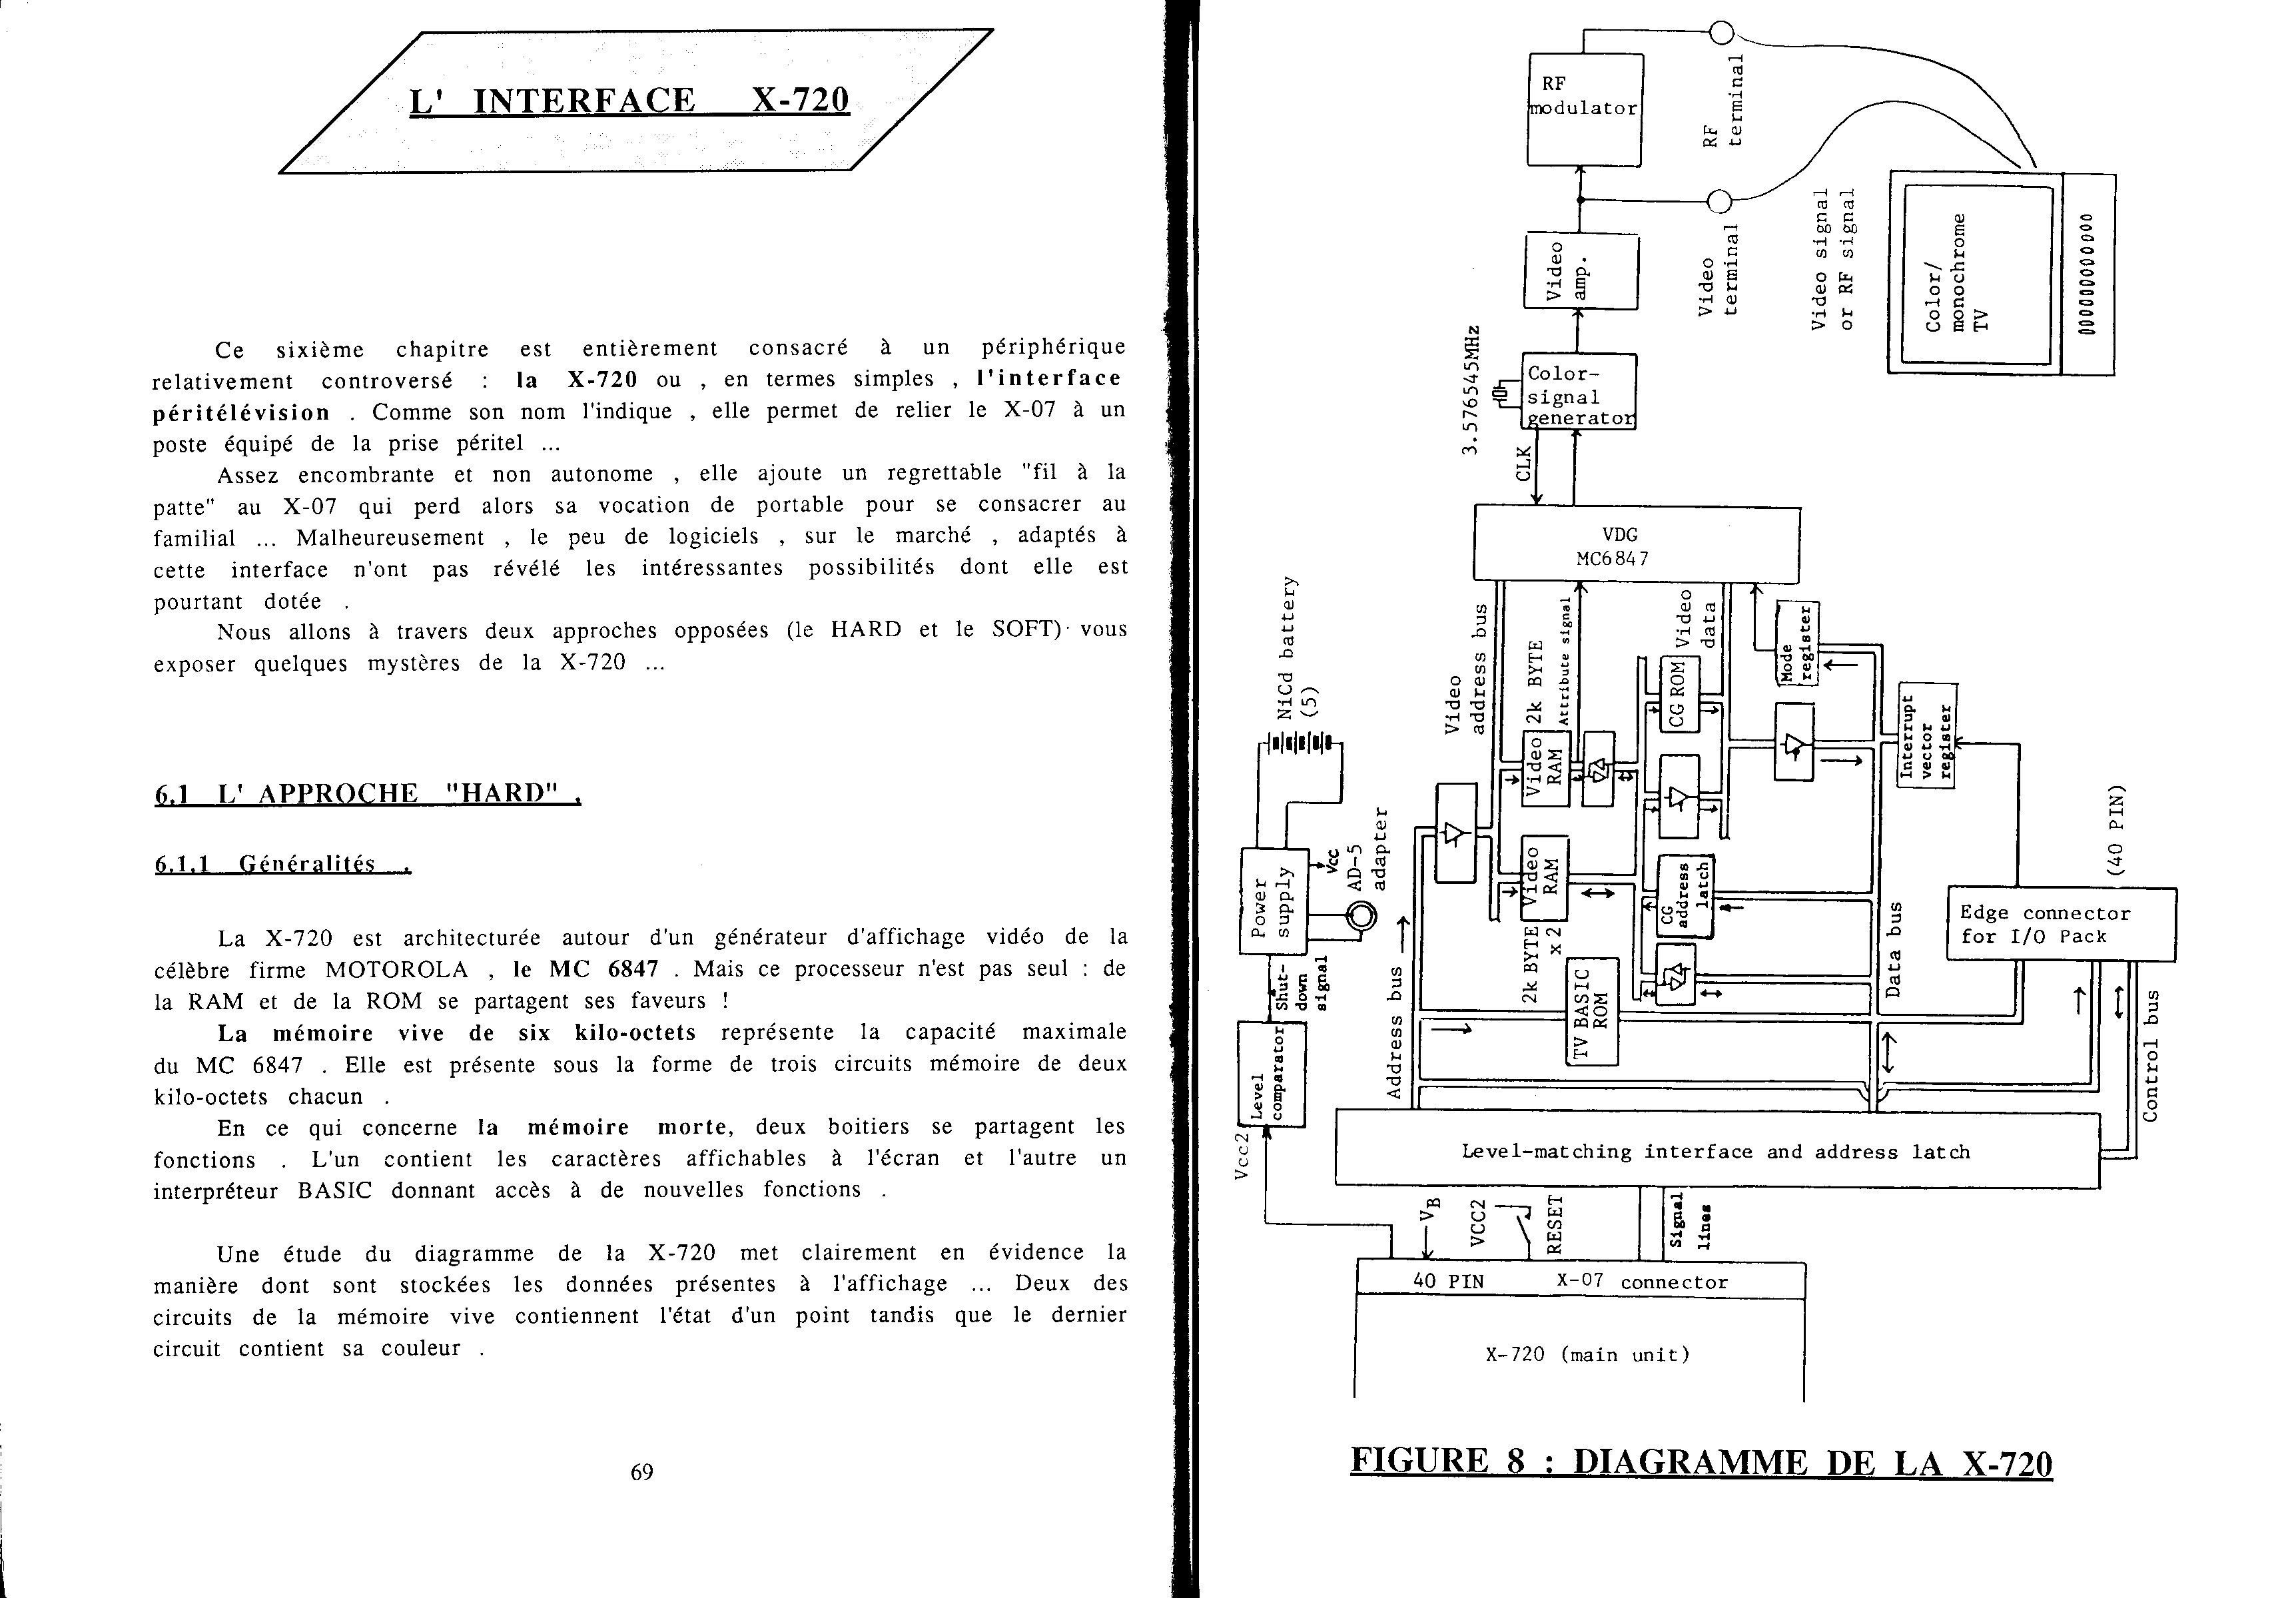 L' INTERFACE X-720
Ce sixième chapitre est entièrement consacré à un périphérique
relativement controversé : la X-720 ou , en termes simples , l'interface
péritélévision . Comme son nom l'indique , elle permet de relier le X-07 à un
poste équipé de la prise péritel ...
Assez encombrante et non autonome , elle ajoute un regrettable "fil à la
patte" au X-07 qui perd alors sa vocation de portable pour se consacrer au
familial ... Malheureusement , le peu de logiciels , sur le marché , adaptés à
cette interface n'ont pas révélé les intéressantes possibilités dont elle est
pourtant dotée .
Nous allons à travers deux approches opposées (le HARD et le SOFT) vous
exposer quelques mystères de la X-720 ...
6.1 L' APPROCHE "HARD" .
6.1.1 Généralités .
La X-720 est architecturée autour d'un générateur d'affichage vidéo de la
célèbre firme MOTOROLA , le MC 6847 . Mais ce processeur n'est pas seul : de
la RAM et de la ROM se partagent ses faveurs !
La mémoire vive de six kilo-octets représente la capacité maximale
du MC 6847 . Elle est présente sous la forme de trois circuits mémoire de deux
kilo-octets chacun .
En ce qui concerne la mémoire morte, deux boitiers se partagent les
fonctions . L'un contient les caractères affichables à l'écran et l'autre un
interpréteur BASIC donnant accès à de nouvelles fonctions .
Une étude du diagramme de la X-720 met clairement en évidence la
manière dont sont stockées les données présentes à l'affichage ... Deux des
circuits de la mémoire vive contiennent l'état d'un point tandis que le dernier
circuit contient sa couleur .
69
RF
modulator
RF
terminal
Video
amp.
Video
terminal
Video signal
or RF signal
Color/
monochrome
TV
3.576545MHz
Color-
signal
generator
CLK
VDG
MC6847
NiCd battery
(5)
Video
address bus
2k BYTE
Video
RAM
Attribute signal
CG ROM
Video
data
Mode
register
Interrupt
vector
register
Power
supply
Vcc
AD-5
adapter
Video
RAM
2k BYTE
x 2
CG
address
latch
TV BASIC
ROM
Data bus
(40 PIN)
Edge connector
for I/O Pack
Shut-
down
signal
Level
comparator
Address bus
Control bus
Vcc2
Level-matching interface and address latch
VB
VCC2
RESET
Signal
lines
40 PIN X-07 connector
X-720 (main unit)
FIGURE 8 : DIAGRAMME DE LA X-720